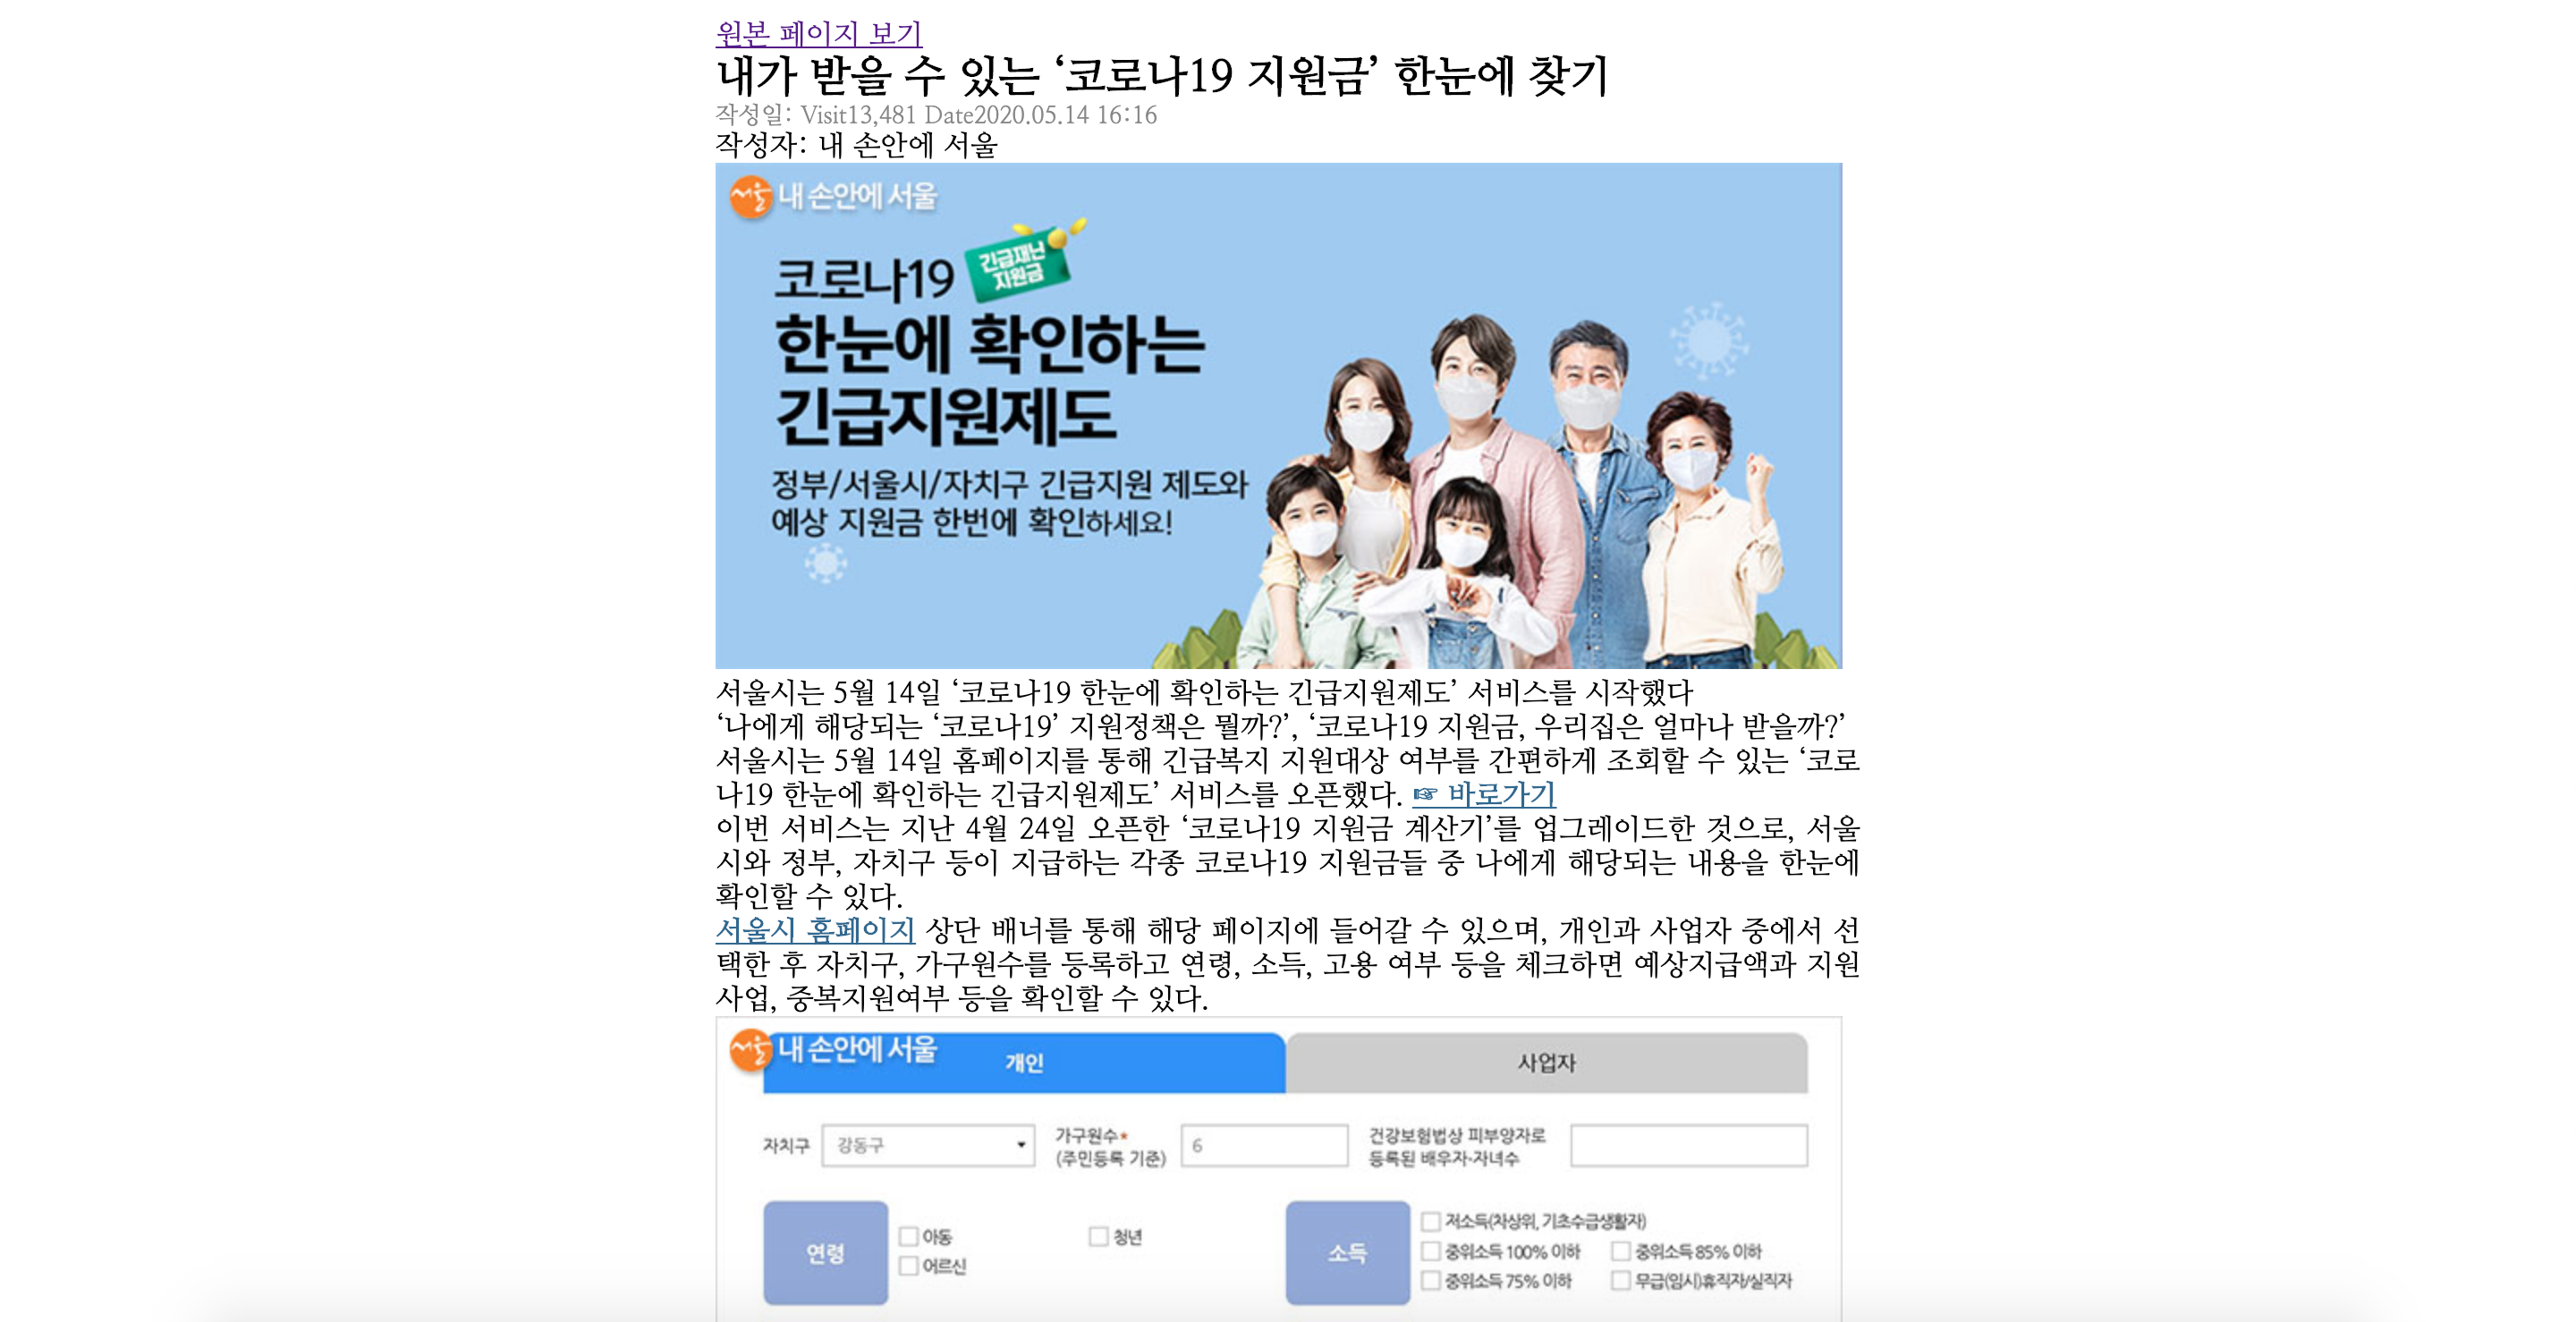 원본 페이지 보기
내가 받을 수 있는 ‘코로나19 지원금’ 한눈에 찾기
작성일: Visit13,481 Date2020.05.14 16:16
작성자: 내 손안에 서울
서울 내 손안에 서울
코로나19
긴급재난
지원금
한눈에 확인하는
긴급지원제도
정부/서울시/자치구 긴급지원 제도와
예상 지원금 한번에 확인하세요!
서울시는 5월 14일 ‘코로나19 한눈에 확인하는 긴급지원제도’ 서비스를 시작했다
‘나에게 해당되는 ‘코로나19’ 지원정책은 뭘까?’, ‘코로나19 지원금, 우리집은 얼마나 받을까?’
서울시는 5월 14일 홈페이지를 통해 긴급복지 지원대상 여부를 간편하게 조회할 수 있는 ‘코로
나19 한눈에 확인하는 긴급지원제도’ 서비스를 오픈했다. ☞ 바로가기
이번 서비스는 지난 4월 24일 오픈한 ‘코로나19 지원금 계산기’를 업그레이드한 것으로, 서울
시와 정부, 자치구 등이 지급하는 각종 코로나19 지원금들 중 나에게 해당되는 내용을 한눈에
확인할 수 있다.
서울시 홈페이지 상단 배너를 통해 해당 페이지에 들어갈 수 있으며, 개인과 사업자 중에서 선
택한 후 자치구, 가구원수를 등록하고 연령, 소득, 고용 여부 등을 체크하면 예상지급액과 지원
사업, 중복지원여부 등을 확인할 수 있다.
서울 내 손안에 서울
개인
사업자
자치구 강동구
가구원수*
(주민등록 기준)
6
건강보험법상 피부양자로
등록된 배우자·자녀수
연령
아동
청년
어르신
소득
저소득(차상위, 기초수급생활자)
중위소득 100% 이하
중위소득 85% 이하
중위소득 75% 이하
무급(임시)휴직자/실직자